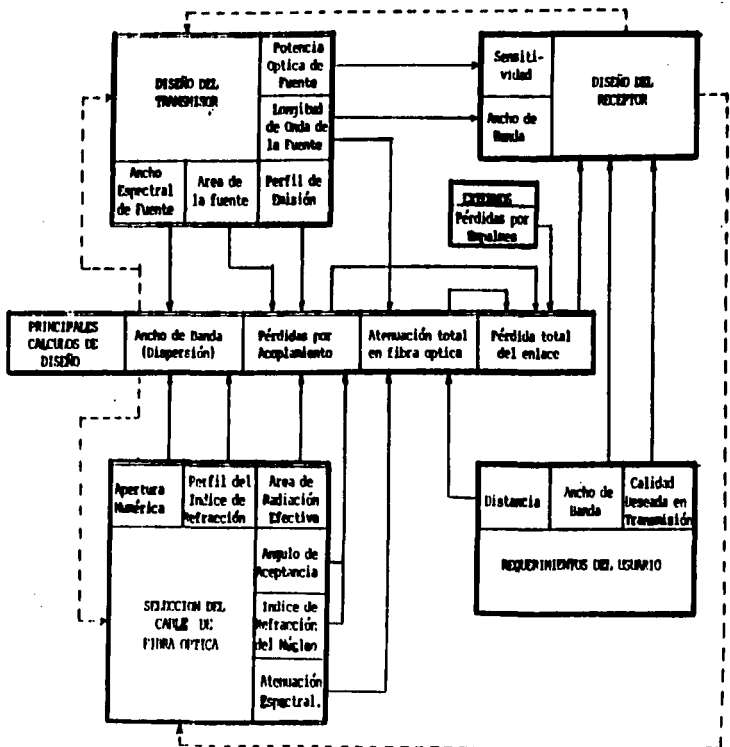 DISEÑO DEL
TRANSMISOR
Potencia
Optica de
Fuente
Longitud
de Onda de
la Fuente
Ancho
Espectral
de Fuente
Area de
la fuente
Perfil de
Emisión
Sensiti-
vidad
Ancho de
Banda
DISEÑO DEL
RECEPTOR
Pérdidas por
Empalmes
PRINCIPALES
CALCULOS DE
DISEÑO
Ancho de Banda
(Dispersión)
Pérdidas por
Acoplamiento
Atenuación total
en fibra optica
Pérdida total
del enlace
Apertura
Numérica
Perfil del
Indice de
Refracción
Area de
Radiación
Efectiva
Angulo de
Aceptancia
Indice de
Refracción
del Núcleo
Atenuación
Espectral.
SELECCION DEL
CABLE DE
FIBRA OPTICA
Distancia
Ancho de
Banda
Calidad
Deseada en
Transmisión
REQUERIMIENTOS DEL USUARIO